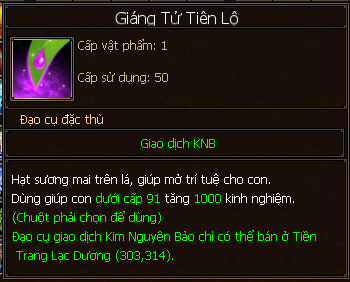 Giáng Tử Tiên Lộ
Cấp vật phẩm: 1
Cấp sử dụng: 50
Đạo cụ đặc thù
Giao dịch KNB
Hạt sương mai trên lá, giúp mở trí tuệ cho con.
Dùng giúp con dưới cấp 91 tăng 1000 kinh nghiệm.
(Chuột phải chọn để dùng)
Đạo cụ giao dịch Kim Nguyên Bảo chỉ có thể bán ở Tiền
Trang Lạc Dương (303,314).